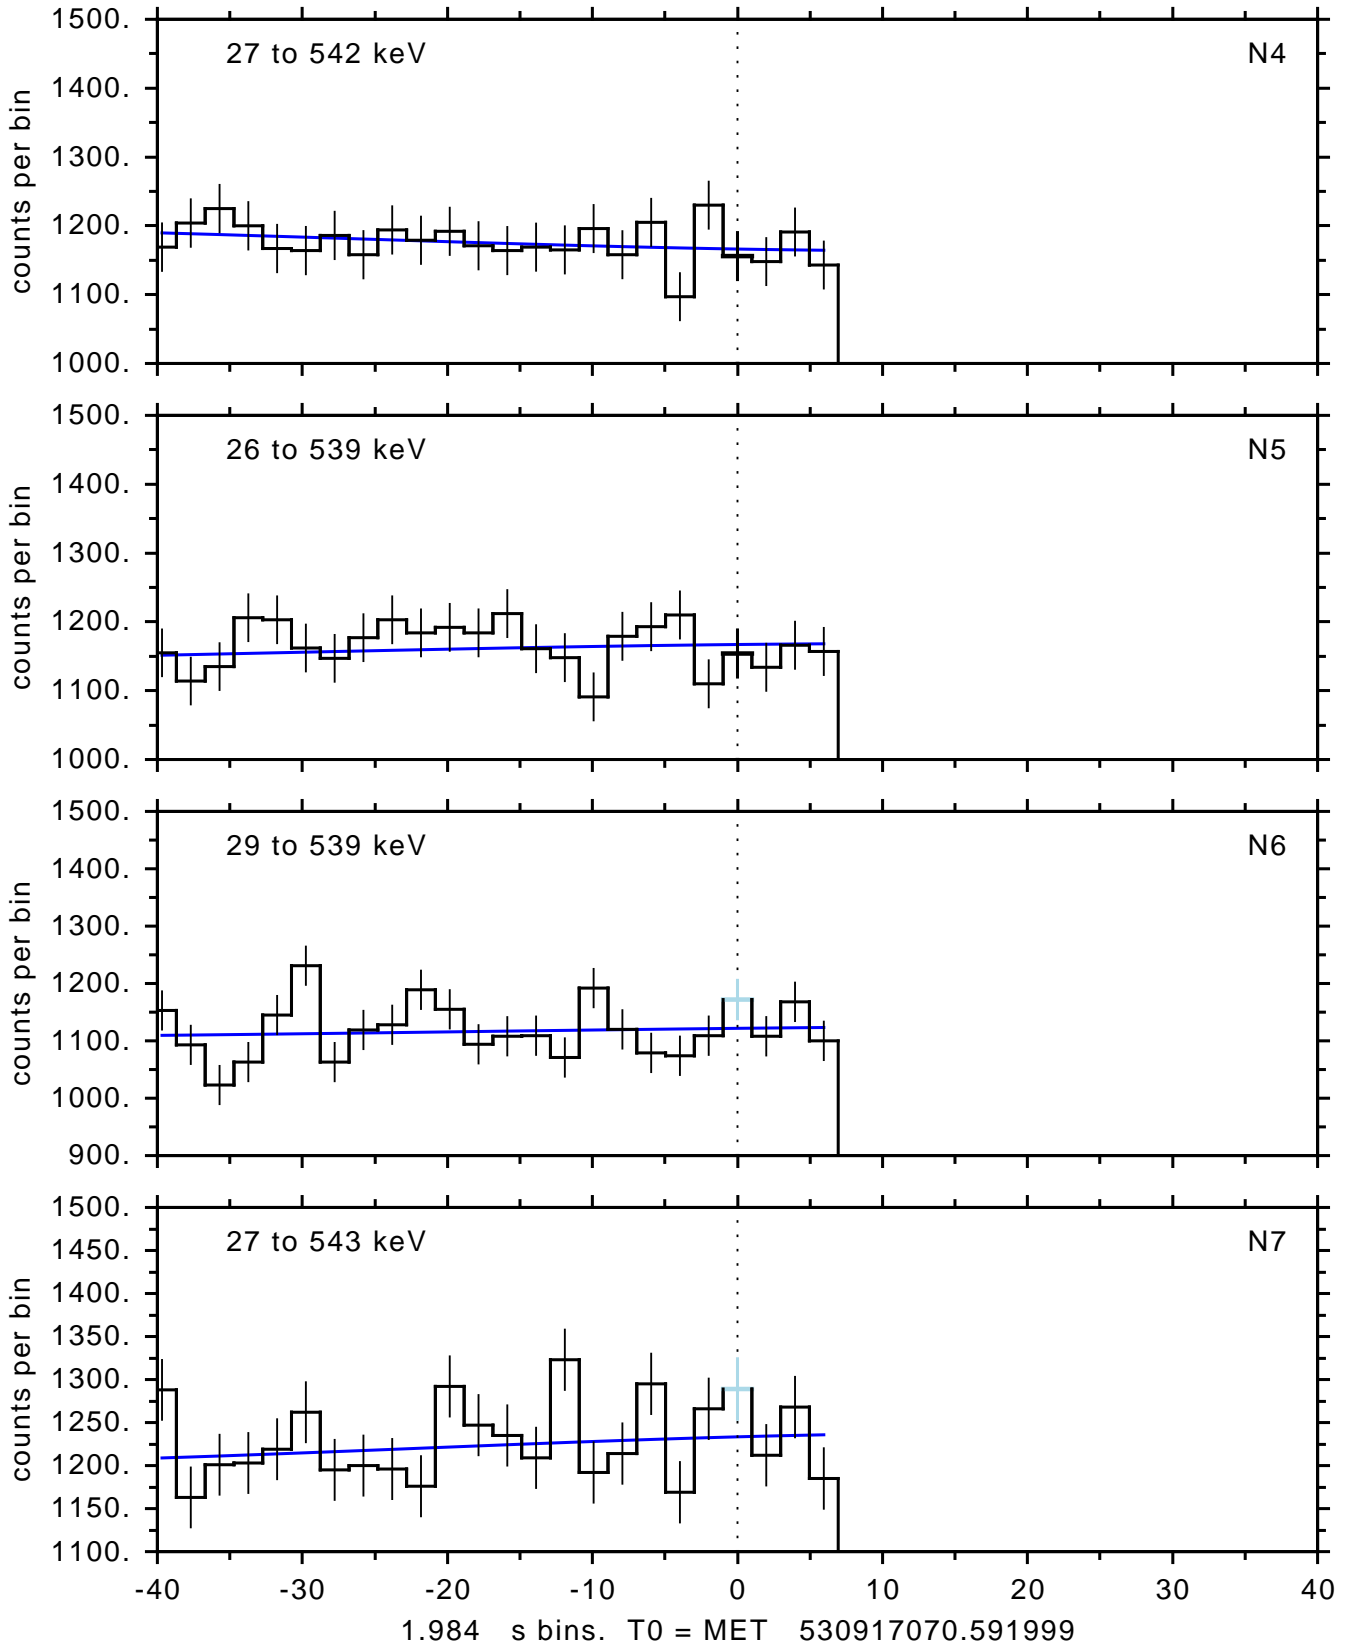 1500.
27 to 542 keV N4
1400.
1300.
1200.
1100.
1000.
counts per bin
1500.
26 to 539 keV N5
1400.
1300.
1200.
1100.
1000.
counts per bin
1500.
29 to 539 keV N6
1400.
1300.
1200.
1100.
1000.
900.
counts per bin
1500.
27 to 543 keV N7
1450.
1400.
1350.
1300.
1250.
1200.
1150.
1100.
counts per bin
-40 -30 -20 -10 0 10 20 30 40
1.984 s bins. T0 = MET 530917070.591999